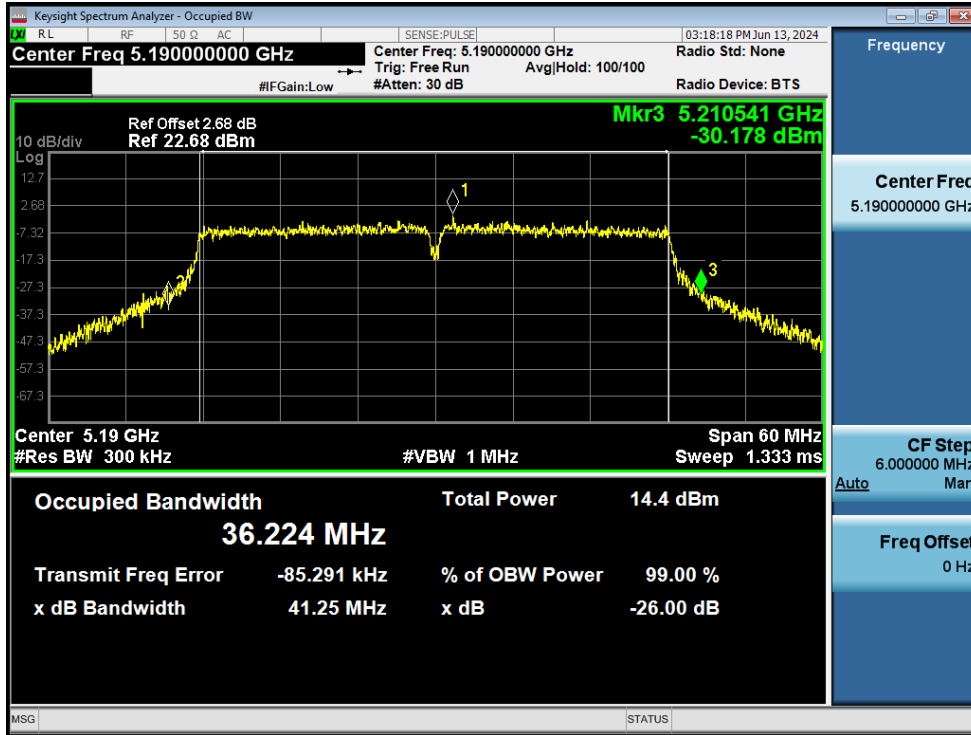 Keysight Spectrum Analyzer - Occupied BW
LXI RL RF 50 Ω AC SENSE:PULSE 03:18:18 PM Jun 13, 2024
Center Freq 5.190000000 GHz
Center Freq: 5.190000000 GHz Radio Std: None
Trig: Free Run Avg|Hold: 100/100
#IFGain:Low #Atten: 30 dB Radio Device: BTS
Mkr3 5.210541 GHz
-30.178 dBm
Ref Offset 2.68 dB
10 dB/div Ref 22.68 dBm
Log
12.7
2.68
-7.32
-17.3
-27.3
-37.3
-47.3
-57.3
-67.3
1
2
3
Center 5.19 GHz Span 60 MHz
#Res BW 300 kHz #VBW 1 MHz Sweep 1.333 ms
Occupied Bandwidth Total Power 14.4 dBm
36.224 MHz
Transmit Freq Error -85.291 kHz % of OBW Power 99.00 %
x dB Bandwidth 41.25 MHz x dB -26.00 dB
Frequency
Center Freq
5.190000000 GHz
CF Step
6.000000 MHz
Auto Man
Freq Offset
0 Hz
MSG STATUS